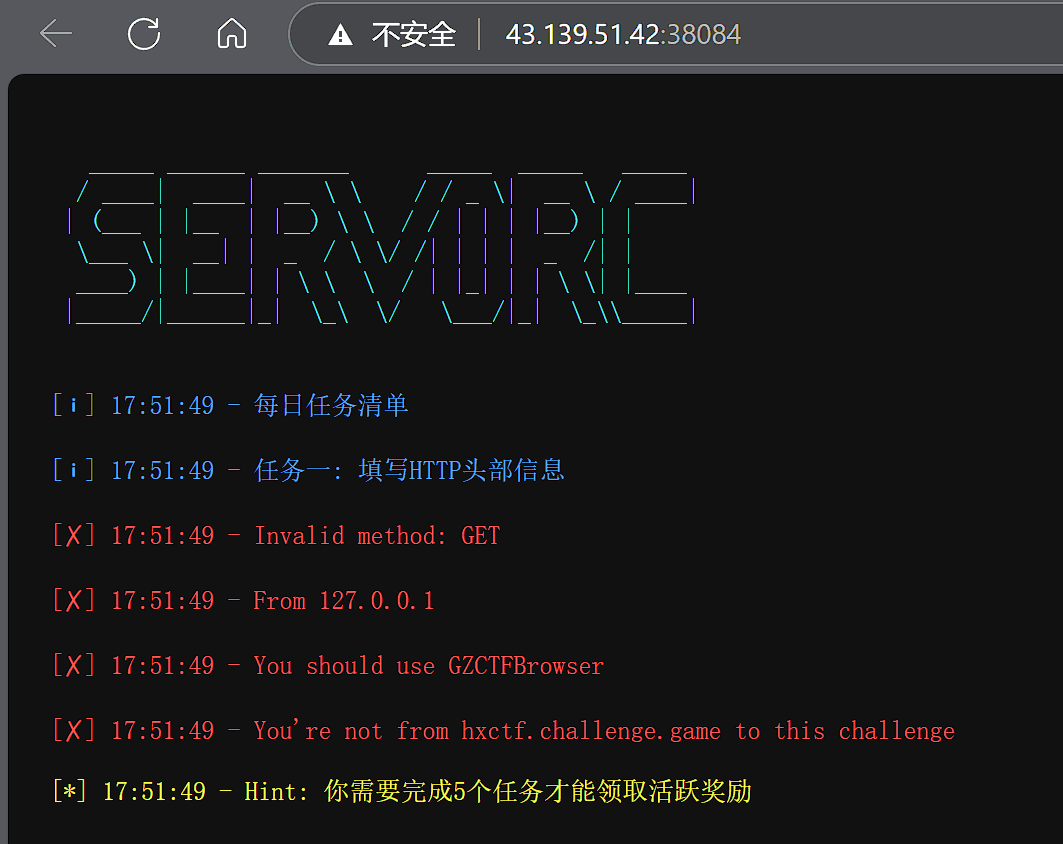 不安全 | 43.139.51.42:38084
SERVORC
[i] 17:51:49 - 每日任务清单
[i] 17:51:49 - 任务一: 填写HTTP头部信息
[X] 17:51:49 - Invalid method: GET
[X] 17:51:49 - From 127.0.0.1
[X] 17:51:49 - You should use GZCTFBrowser
[X] 17:51:49 - You're not from hxctf.challenge.game to this challenge
[*] 17:51:49 - Hint: 你需要完成5个任务才能领取活跃奖励